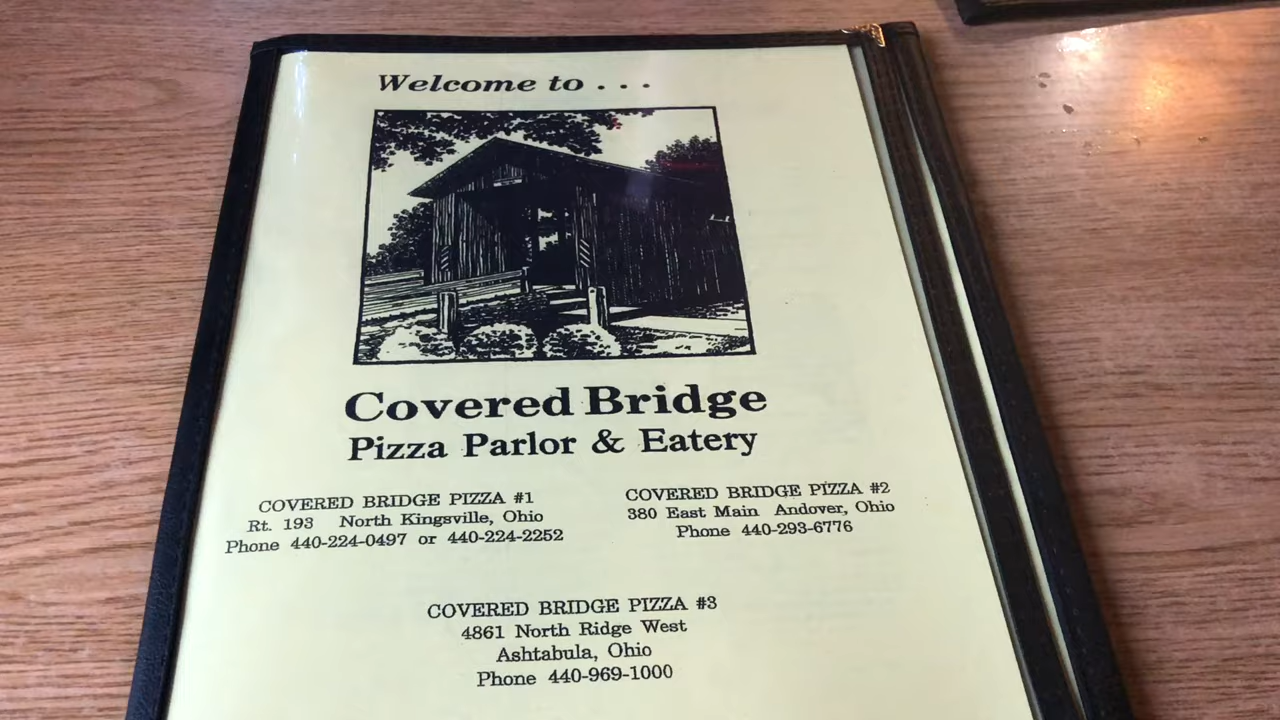 Welcome to . . .
Covered Bridge
Pizza Parlor & Eatery
COVERED BRIDGE PIZZA #1
Rt. 193 North Kingsville, Ohio
Phone 440-224-0497 or 440-224-2252
COVERED BRIDGE PIZZA #2
380 East Main Andover, Ohio
Phone 440-293-6776
COVERED BRIDGE PIZZA #3
4861 North Ridge West
Ashtabula, Ohio
Phone 440-969-1000